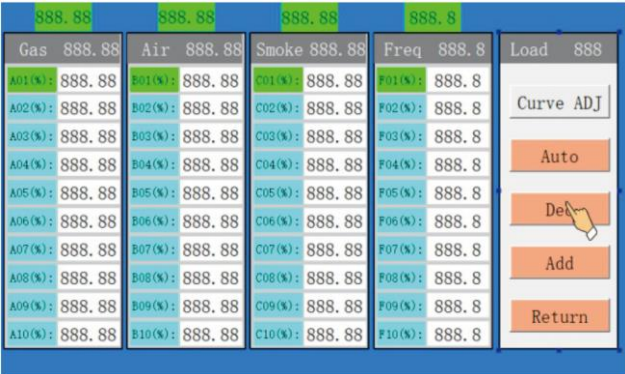 888.88 888.88 888.88 888.8
Gas 888.88 Air 888.88 Smoke 888.88 Freq 888.8 Load 888
A01(%): 888.88 B01(%): 888.88 C01(%): 888.88 F01(%): 888.8
A02(%): 888.88 B02(%): 888.88 C02(%): 888.88 F02(%): 888.8 Curve ADJ
A03(%): 888.88 B03(%): 888.88 C03(%): 888.88 F03(%): 888.8
A04(%): 888.88 B04(%): 888.88 C04(%): 888.88 F04(%): 888.8 Auto
A05(%): 888.88 B05(%): 888.88 C05(%): 888.88 F05(%): 888.8
A06(%): 888.88 B06(%): 888.88 C06(%): 888.88 F06(%): 888.8
A07(%): 888.88 B07(%): 888.88 C07(%): 888.88 F07(%): 888.8
A08(%): 888.88 B08(%): 888.88 C08(%): 888.88 F08(%): 888.8 Add
A09(%): 888.88 B09(%): 888.88 C09(%): 888.88 F09(%): 888.8
A10(%): 888.88 B10(%): 888.88 C10(%): 888.88 F10(%): 888.8 Return